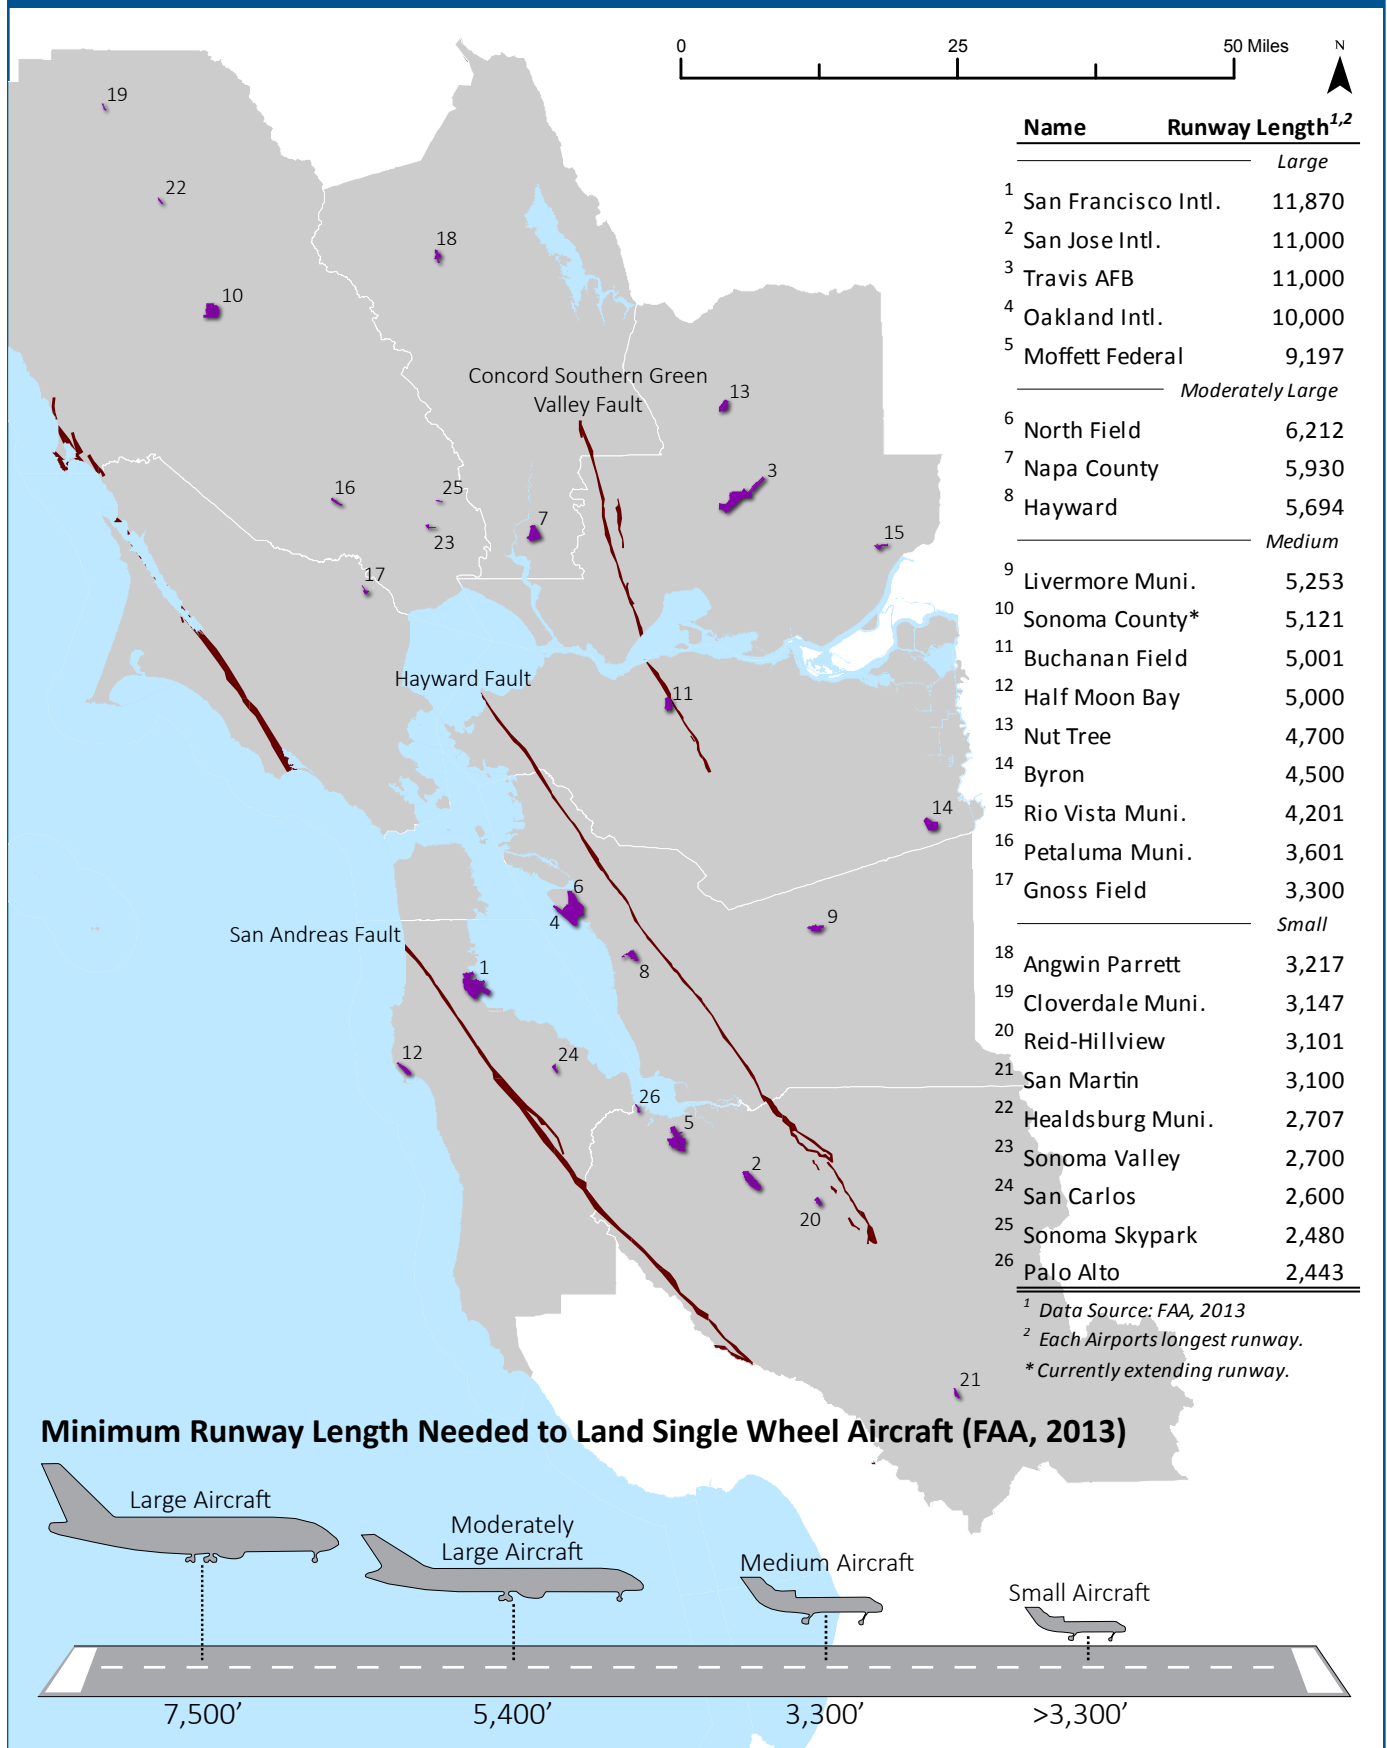 0 25 50 Miles N
19
22
18
10
Concord Southern Green
Valley Fault
13
3
16
25
23
7
15
17
Hayward Fault
11
14
6
4
9
San Andreas Fault
8
1
12
24
26
5
2
20
21
Name Runway Length1,2
Large
1 San Francisco Intl. 11,870
2 San Jose Intl. 11,000
3 Travis AFB 11,000
4 Oakland Intl. 10,000
5 Moffett Federal 9,197
Moderately Large
6 North Field 6,212
7 Napa County 5,930
8 Hayward 5,694
Medium
9 Livermore Muni. 5,253
10 Sonoma County* 5,121
11 Buchanan Field 5,001
12 Half Moon Bay 5,000
13 Nut Tree 4,700
14 Byron 4,500
15 Rio Vista Muni. 4,201
16 Petaluma Muni. 3,601
17 Gnoss Field 3,300
Small
18 Angwin Parrett 3,217
19 Cloverdale Muni. 3,147
20 Reid-Hillview 3,101
21 San Martin 3,100
22 Healdsburg Muni. 2,707
23 Sonoma Valley 2,700
24 San Carlos 2,600
25 Sonoma Skypark 2,480
26 Palo Alto 2,443
1 Data Source: FAA, 2013
2 Each Airports longest runway.
* Currently extending runway.
Minimum Runway Length Needed to Land Single Wheel Aircraft (FAA, 2013)
Large Aircraft
Moderately
Large Aircraft
Medium Aircraft
Small Aircraft
7,500’ 5,400’ 3,300’ >3,300’